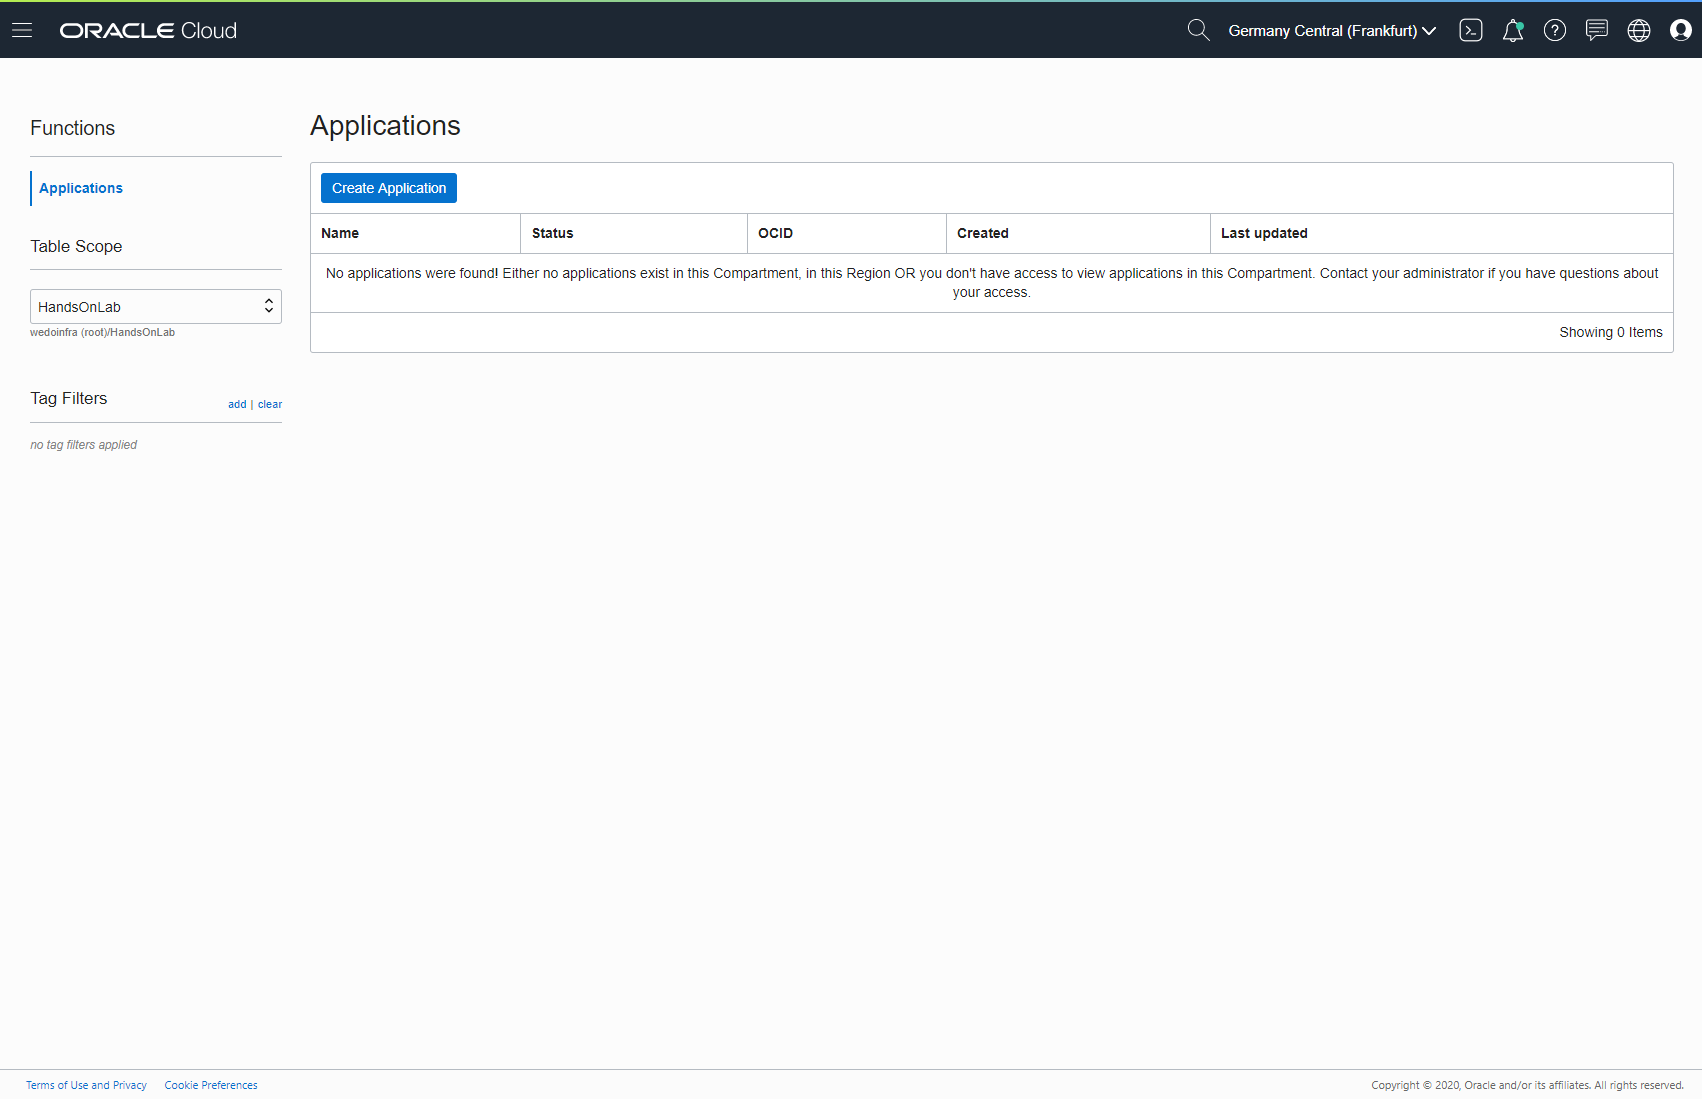 ORACLE Cloud
Germany Central (Frankfurt)
Functions
Applications
Table Scope
HandsOnLab
wedoinfra (root)/HandsOnLab
Tag Filters
add | clear
no tag filters applied
Applications
Create Application
Name Status OCID Created Last updated
No applications were found! Either no applications exist in this Compartment, in this Region OR you don't have access to view applications in this Compartment. Contact your administrator if you have questions about
your access.
Showing 0 Items
Terms of Use and Privacy Cookie Preferences
Copyright © 2020, Oracle and/or its affiliates. All rights reserved.